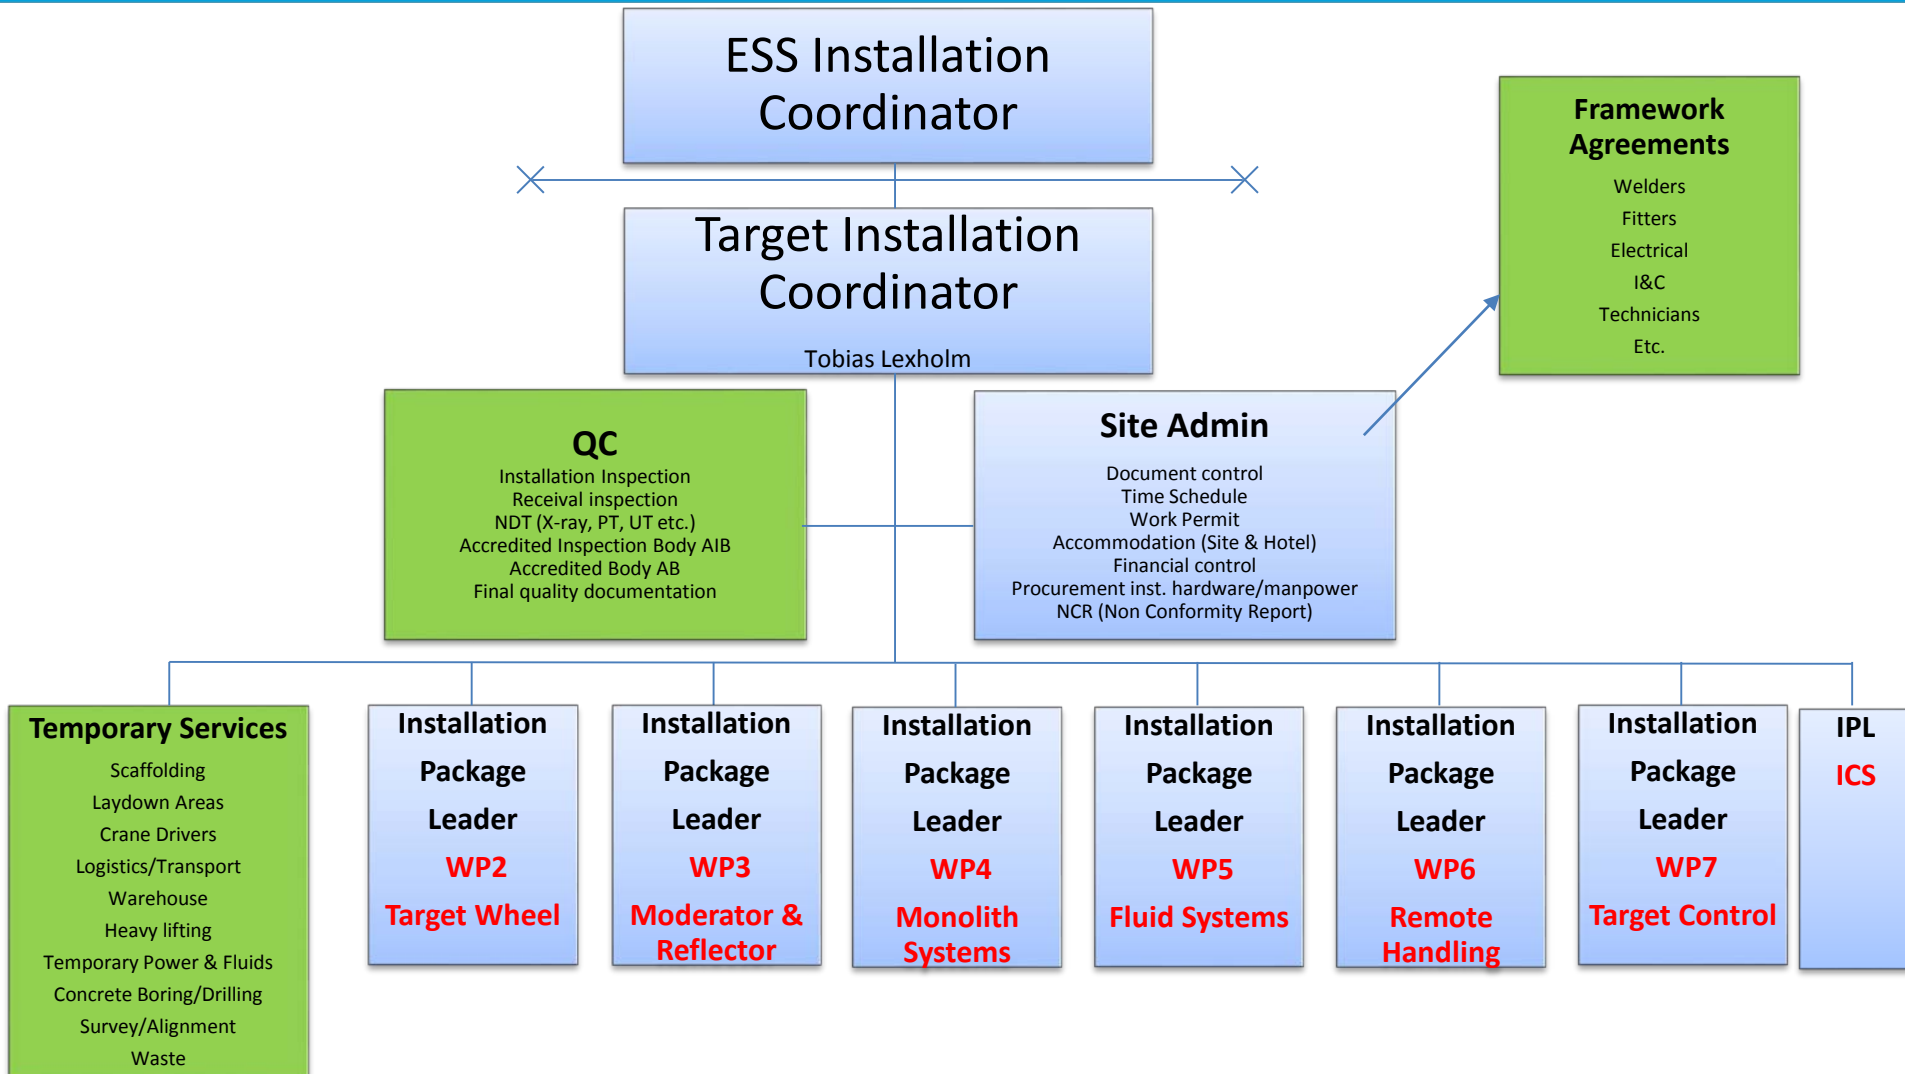 ESS Installation
Coordinator
Target Installation
Coordinator
Tobias Lexholm
Framework
Agreements
Welders
Fitters
Electrical
I&C
Technicians
Etc.
QC
Installation Inspection
Receival inspection
NDT (X-ray, PT, UT etc.)
Accredited Inspection Body AIB
Accredited Body AB
Final quality documentation
Site Admin
Document control
Time Schedule
Work Permit
Accommodation (Site & Hotel)
Financial control
Procurement inst. hardware/manpower
NCR (Non Conformity Report)
Temporary Services
Scaffolding
Laydown Areas
Crane Drivers
Logistics/Transport
Warehouse
Heavy lifting
Temporary Power & Fluids
Concrete Boring/Drilling
Survey/Alignment
Waste
Installation
Package
Leader
WP2
Target Wheel
Installation
Package
Leader
WP3
Moderator &
Reflector
Installation
Package
Leader
WP4
Monolith
Systems
Installation
Package
Leader
WP5
Fluid Systems
Installation
Package
Leader
WP6
Remote
Handling
Installation
Package
Leader
WP7
Target Control
IPL
ICS